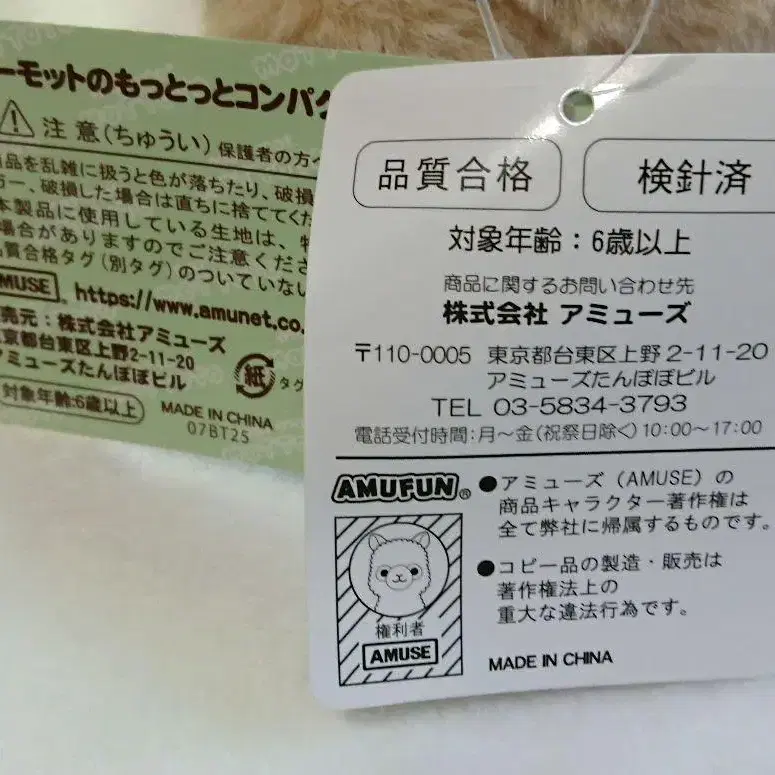 ーモットのもっとっとコンパク
注意(ちゅうい) 保護者の方へ
商品を乱雑に扱うと色が落ちたり、破損
破損した場合は直ちに捨ててくだ
本製品に使用している生地は、特
場合がありますのでご注意くださ
品質合格タグ(別タグ)のついていない
AMUSE https://www.amunet.co.
売元:株式会社アミューズ
東京都台東区上野2-11-20
アミューズたんぽぽビル
紙 タグ
対象年齢:6歳以上
MADE IN CHINA
07BT25
品質合格 検針済
対象年齢:6歳以上
商品に関するお問い合わせ先
株式会社 アミューズ
〒110-0005 東京都台東区上野2-11-20
アミューズたんぽぽビル
TEL 03-5834-3793
電話受付時間:月〜金(祝祭日除く)10:00〜17:00
AMUFUN®
●アミューズ(AMUSE)の
商品キャラクター著作権は
全て弊社に帰属するものです。
●コピー品の製造・販売は
著作権法上の
重大な違法行為です。
権利者
AMUSE
MADE IN CHINA